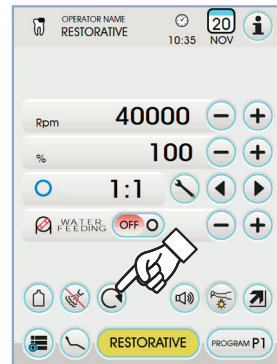 OPERATOR NAME
RESTORATIVE
10:35
20
NOV
Rpm 40000
% 100
1:1
WATER
FEEDING
OFF
RESTORATIVE
PROGRAM P1